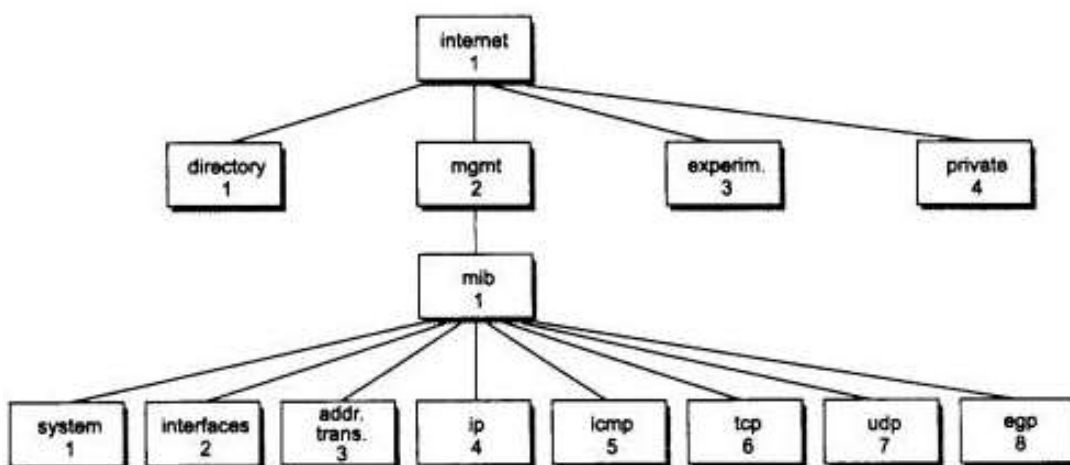 internet
1
directory
1
mgmt
2
experim.
3
private
4
mib
1
system
1
interfaces
2
addr.
trans.
3
ip
4
icmp
5
tcp
6
udp
7
egp
8